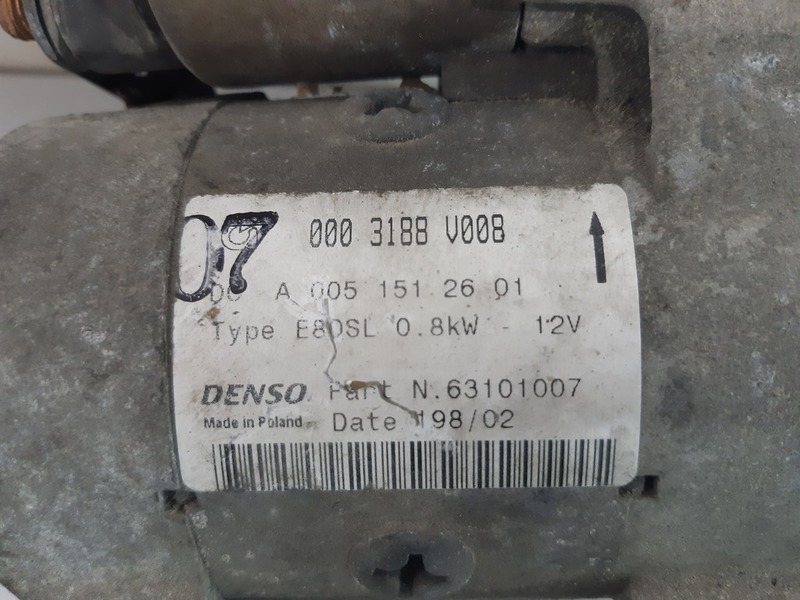 07 000 3188 V008
DC A 005 151 26 01
Type E80SL 0.8kW - 12V
DENSO Part N.63101007
Made in Poland Date 198/02